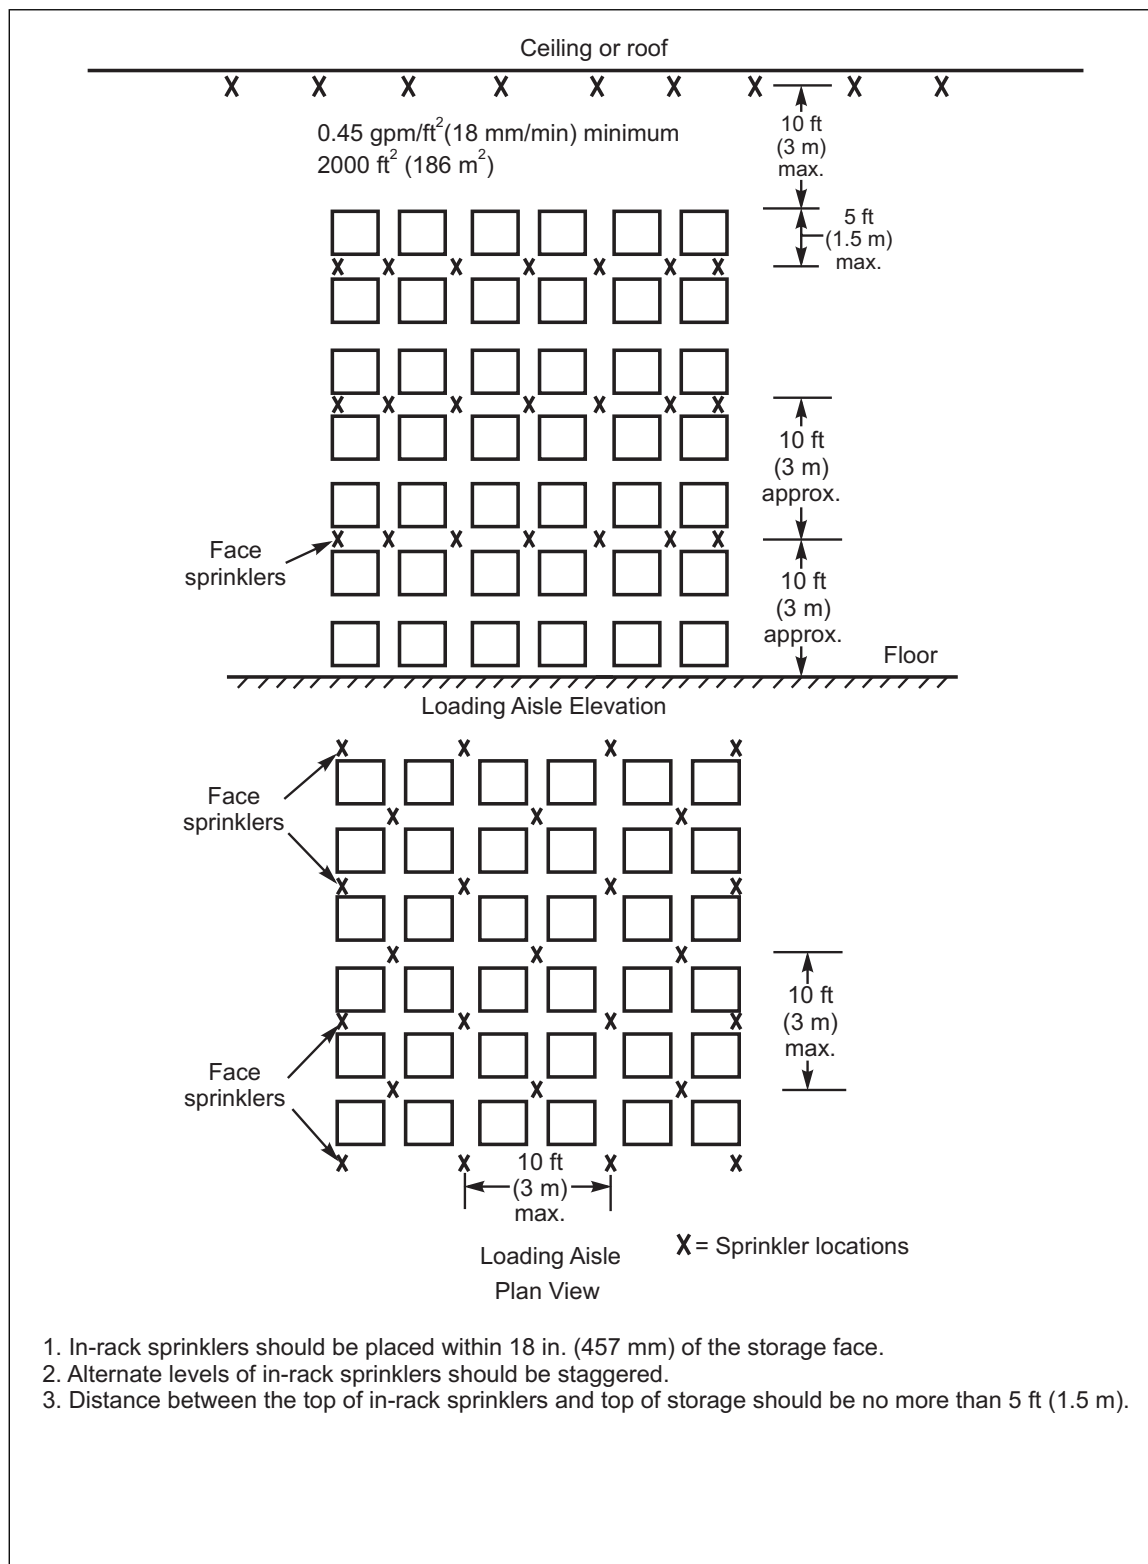 Ceiling or roof
10 ft
(3 m)
max.
0.45 gpm/ft²(18 mm/min) minimum
2000 ft² (186 m²)
5 ft
(1.5 m)
max.
10 ft
(3 m)
approx.
Face
sprinklers
10 ft
(3 m)
approx.
Floor
Loading Aisle Elevation
Face
sprinklers
10 ft
(3 m)
max.
Face
sprinklers
10 ft
(3 m)
max.
X = Sprinkler locations
Loading Aisle
Plan View
1. In-rack sprinklers should be placed within 18 in. (457 mm) of the storage face.
2. Alternate levels of in-rack sprinklers should be staggered.
3. Distance between the top of in-rack sprinklers and top of storage should be no more than 5 ft (1.5 m).